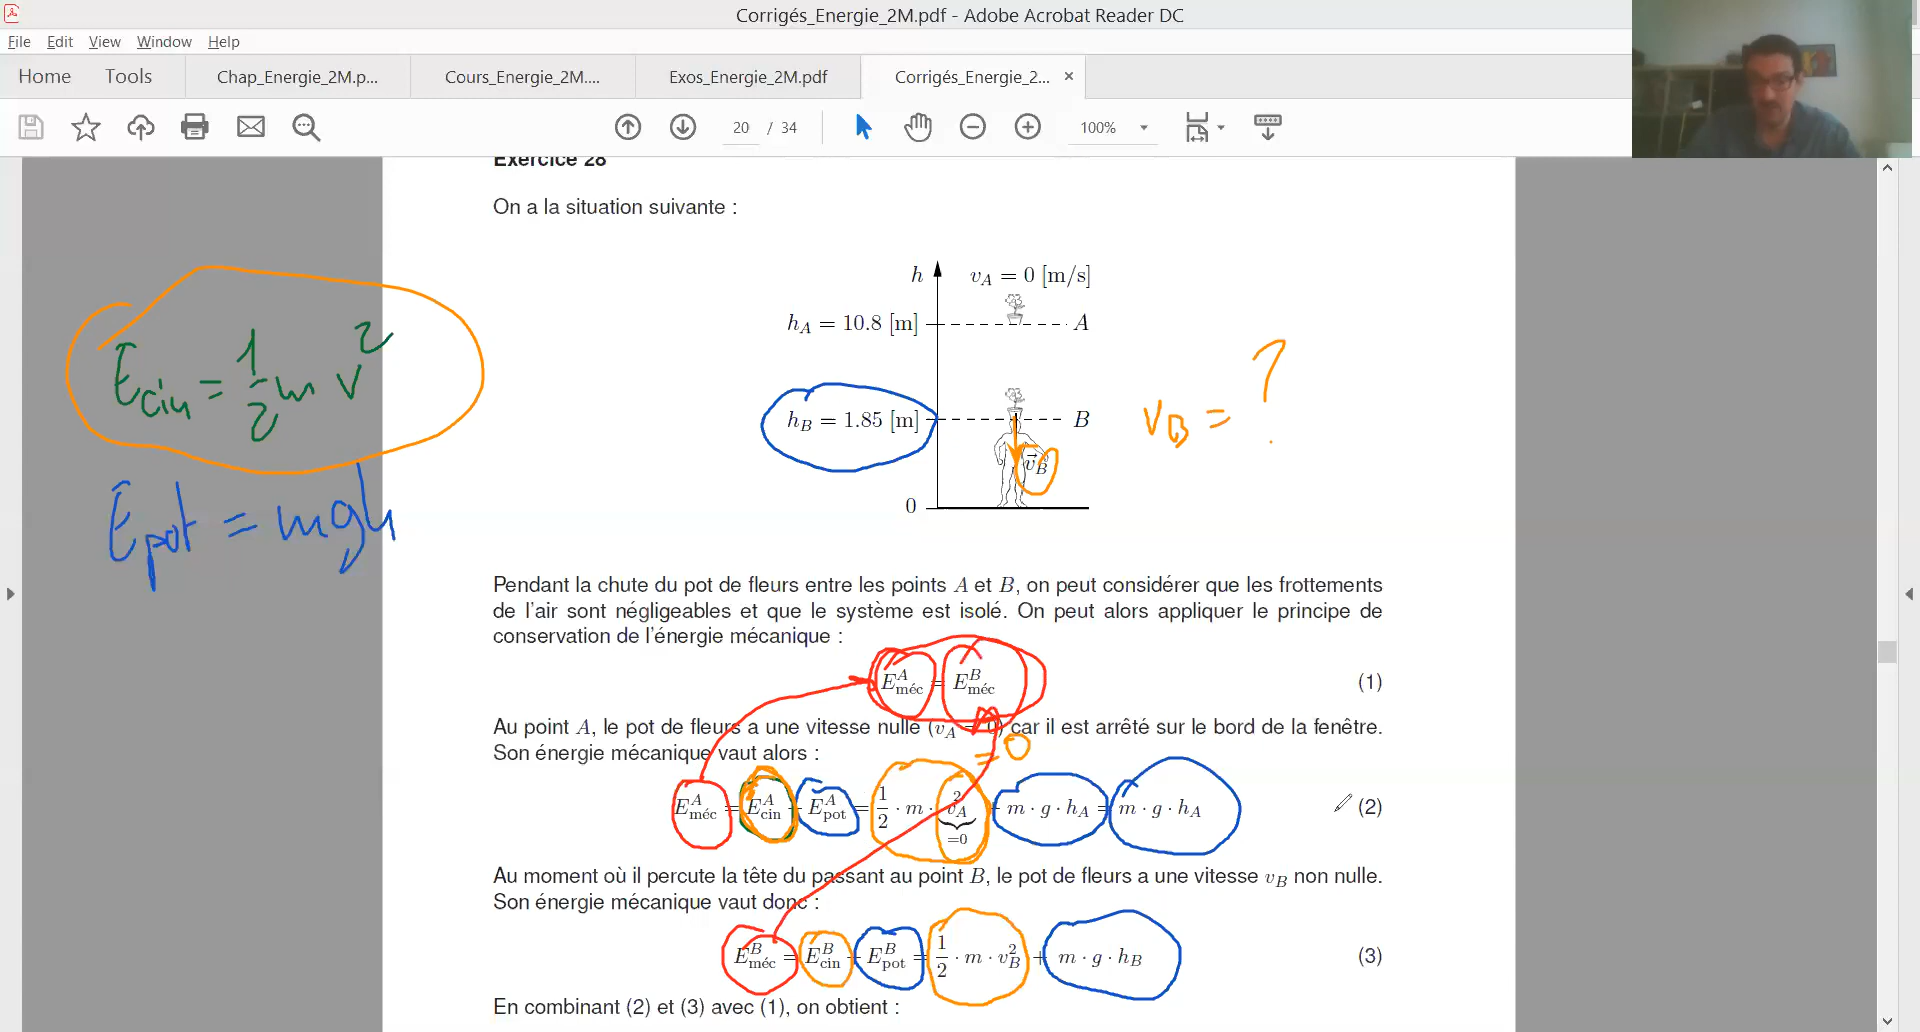 Corrigés_Energie_2M.pdf - Adobe Acrobat Reader DC
File Edit View Window Help
Home Tools Chap_Energie_2M.p... Cours_Energie_2M.... Exos_Energie_2M.pdf Corrigés_Energie_2... ×
20 / 34 100%
Exercice 28
On a la situation suivante :
h v_A = 0 [m/s]
h_A = 10.8 [m] A
h_B = 1.85 [m] B
v_B
0
v_B = ?
E_cin = 1/2 m v^2
E_pot = mgh
Pendant la chute du pot de fleurs entre les points A et B, on peut considérer que les frottements
de l'air sont négligeables et que le système est isolé. On peut alors appliquer le principe de
conservation de l'énergie mécanique :
E^A_méc = E^B_méc (1)
Au point A, le pot de fleurs a une vitesse nulle (v_A = 0) car il est arrêté sur le bord de la fenêtre.
Son énergie mécanique vaut alors :
= 0
E^A_méc = E^A_cin + E^A_pot = 1/2 · m · v^2_A + m · g · h_A = m · g · h_A (2)
=0
Au moment où il percute la tête du passant au point B, le pot de fleurs a une vitesse v_B non nulle.
Son énergie mécanique vaut donc :
E^B_méc = E^B_cin + E^B_pot = 1/2 · m · v^2_B + m · g · h_B (3)
En combinant (2) et (3) avec (1), on obtient :